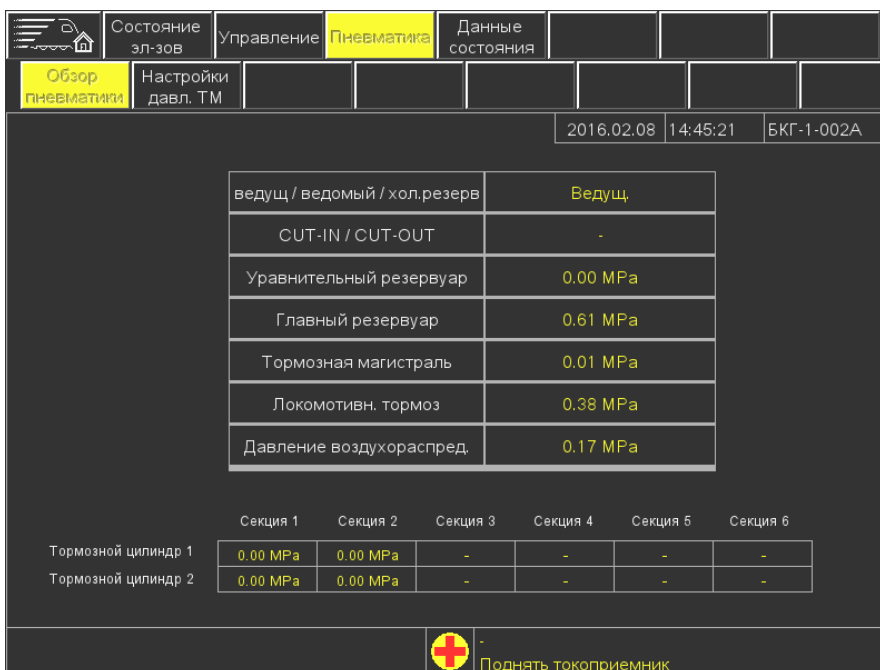 Состояние эл-зов
Управление
Пневматика
Данные состояния
Обзор пневматики
Настройки давл. ТМ
2016.02.08 14:45:21 БКГ-1-002А
ведущ / ведомый / хол.резерв Ведущ.
CUT-IN / CUT-OUT -
Уравнительный резервуар 0.00 MPa
Главный резервуар 0.61 MPa
Тормозная магистраль 0.01 MPa
Локомотивн. тормоз 0.38 MPa
Давление воздухораспред. 0.17 MPa
Секция 1 Секция 2 Секция 3 Секция 4 Секция 5 Секция 6
Тормозной цилиндр 1 0.00 MPa 0.00 MPa - - - -
Тормозной цилиндр 2 0.00 MPa 0.00 MPa - - - -
-
Поднять токоприемник